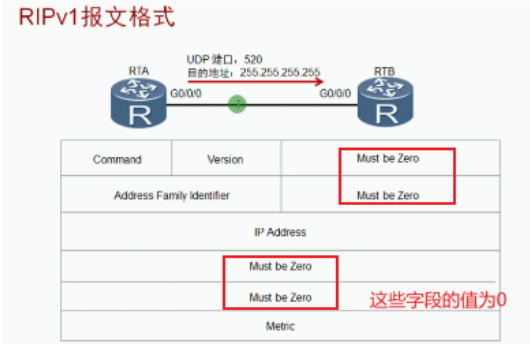 RIPv1报文格式
UDP 端口，520
目的地址，255.255.255.255
RTA
RTB
G0/0/0
G0/0/0
R
R
Command Version Must be Zero
Address Family Identifier Must be Zero
IP Address
Must be Zero
Must be Zero
这些字段的值为0
Metric